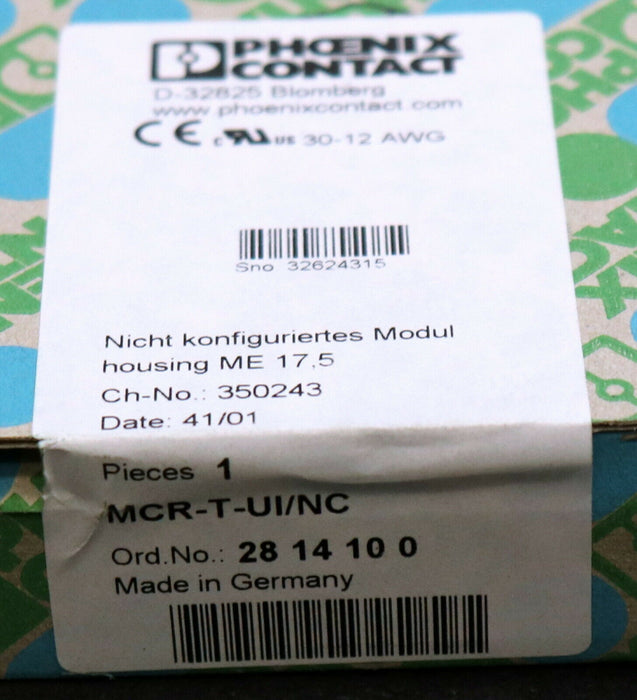 PHŒNIX
CONTACT
D-32825 Blomberg
www.phoenixcontact.com
CE c RU US 30-12 AWG
Sno 32624315
Nicht konfiguriertes Modul
housing ME 17,5
Ch-No.: 350243
Date: 41/01
Pieces 1
MCR-T-UI/NC
Ord.No.: 28 14 10 0
Made in Germany